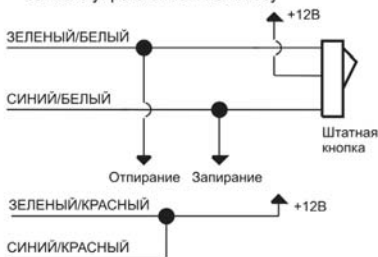 +12В
ЗЕЛЕНЫЙ/БЕЛЫЙ
СИНИЙ/БЕЛЫЙ
Штатная
кнопка
Отпирание Запирание
ЗЕЛЕНЫЙ/КРАСНЫЙ
+12В
СИНИЙ/КРАСНЫЙ